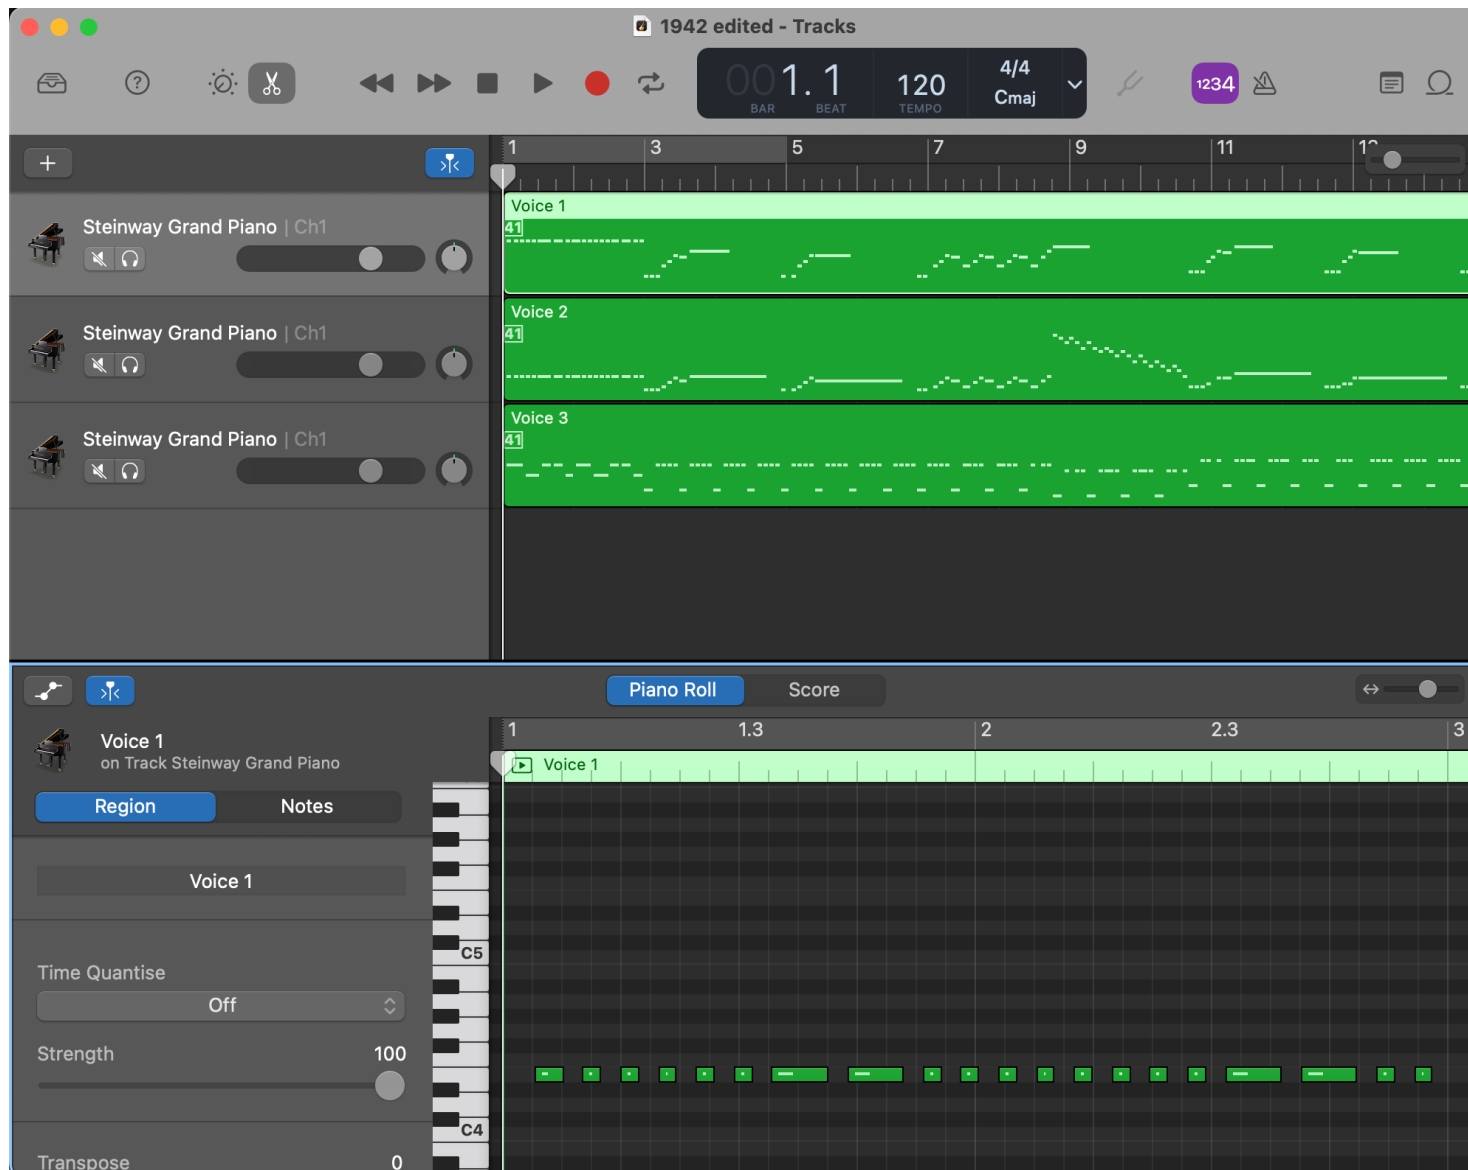 1942 edited - Tracks
001. 1
BAR BEAT
120
TEMPO
4/4
Cmaj
1234
1 3 5 7 9 11
Steinway Grand Piano | Ch1
Steinway Grand Piano | Ch1
Steinway Grand Piano | Ch1
Voice 1
41
Voice 2
41
Voice 3
41
Piano Roll Score
1 1.3 2 2.3 3
Voice 1
on Track Steinway Grand Piano
Voice 1
Region Notes
Voice 1
Time Quantise
Off
Strength 100
Transpose 0
C5
C4